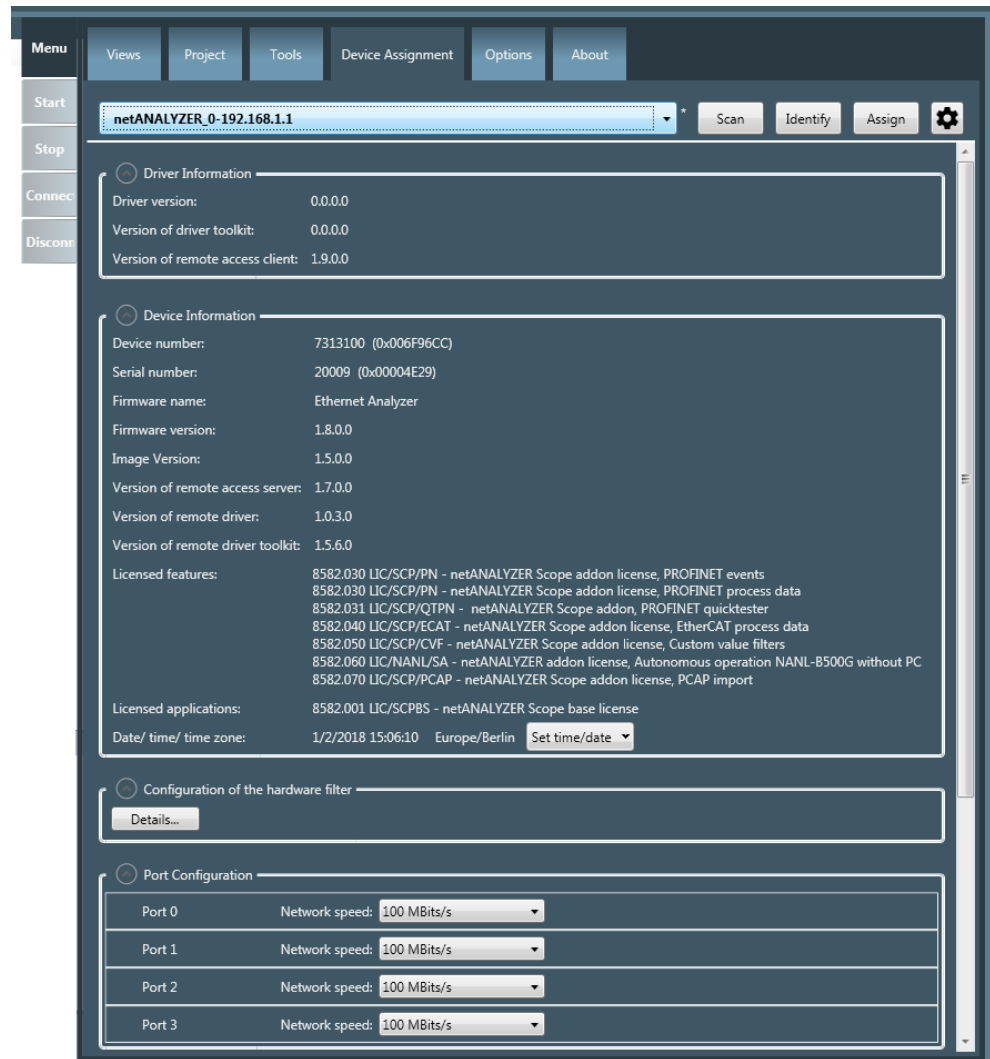 Menu
Views Project Tools Device Assignment Options About
Start
netANALYZER_0-192.168.1.1 * Scan Identify Assign
Stop
Connec
Disconn
Driver Information
Driver version: 0.0.0.0
Version of driver toolkit: 0.0.0.0
Version of remote access client: 1.9.0.0
Device Information
Device number: 7313100 (0x006F96CC)
Serial number: 20009 (0x00004E29)
Firmware name: Ethernet Analyzer
Firmware version: 1.8.0.0
Image Version: 1.5.0.0
Version of remote access server: 1.7.0.0
Version of remote driver: 1.0.3.0
Version of remote driver toolkit: 1.5.6.0
Licensed features: 8582.030 LIC/SCP/PN - netANALYZER Scope addon license, PROFINET events
8582.030 LIC/SCP/PN - netANALYZER Scope addon license, PROFINET process data
8582.031 LIC/SCP/QTPN - netANALYZER Scope addon, PROFINET quicktester
8582.040 LIC/SCP/ECAT - netANALYZER Scope addon license, EtherCAT process data
8582.050 LIC/SCP/CVF - netANALYZER Scope addon license, Custom value filters
8582.060 LIC/NANL/SA - netANALYZER addon license, Autonomous operation NANL-B500G without PC
8582.070 LIC/SCP/PCAP - netANALYZER Scope addon license, PCAP import
Licensed applications: 8582.001 LIC/SCPBS - netANALYZER Scope base license
Date/ time/ time zone: 1/2/2018 15:06:10 Europe/Berlin Set time/date
Configuration of the hardware filter
Details...
Port Configuration
Port 0 Network speed: 100 MBits/s
Port 1 Network speed: 100 MBits/s
Port 2 Network speed: 100 MBits/s
Port 3 Network speed: 100 MBits/s